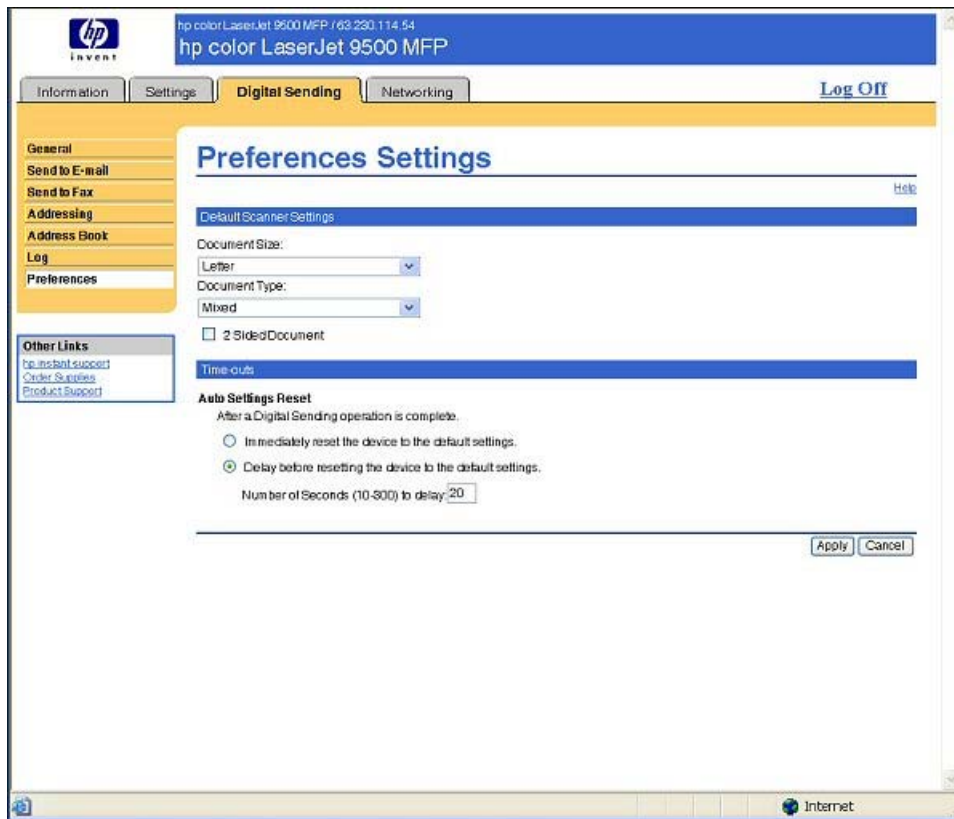 hp
invent
hp color LaserJet 9500 MFP / 63.230.114.54
hp color LaserJet 9500 MFP
Information
Settings
Digital Sending
Networking
Log Off
General
Send to E-mail
Send to Fax
Addressing
Address Book
Log
Preferences
Other Links
hp instant support
Order Supplies
Product Support
Preferences Settings
Help
Default Scanner Settings
Document Size:
Letter
Document Type:
Mixed
2 Sided Document
Time-outs
Auto Settings Reset
After a Digital Sending operation is complete.
Immediately reset the device to the default settings.
Delay before resetting the device to the default settings.
Number of Seconds (10-300) to delay: 20
Apply Cancel
Internet